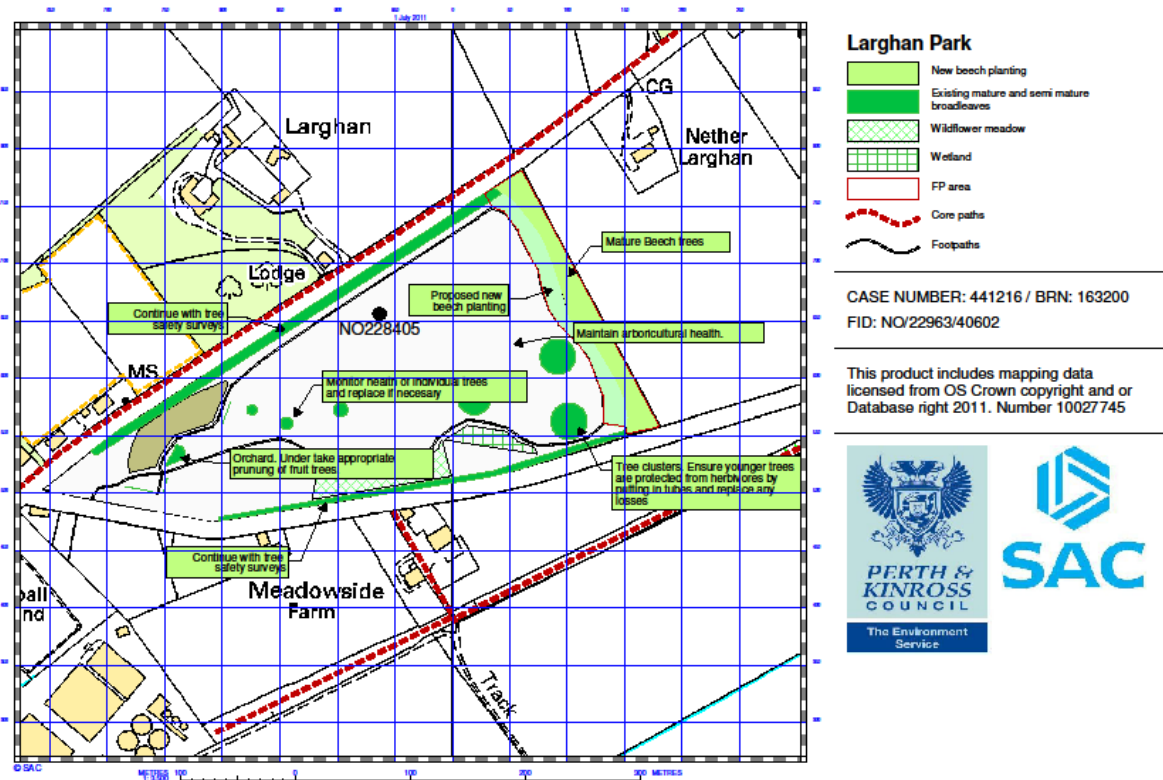 1 July 2011
Larghan
CG
Nether
Larghan
Mature Beech trees
Lodge
Proposed new
beech planting
Continue with tree
safety surveys
NO228405
Maintain arboricultural health.
MS
Monitor health of individual trees
and replace if necesary
Orchard. Under take appropriate
prunung of fruit trees.
Tree clusters. Ensure younger trees
are protected from herbivores by
putting in tubes and replace any
losses
Continue with tree
safety surveys
Meadowside
Farm
Track
© SAC
METRES 100 0 100 200 300 METRES
Larghan Park
New beech planting
Existing mature and semi mature
broadleaves
Wildflower meadow
Wetland
FP area
Core paths
Footpaths
CASE NUMBER: 441216 / BRN: 163200
FID: NO/22963/40602
This product includes mapping data
licensed from OS Crown copyright and or
Database right 2011. Number 10027745
PERTH &
KINROSS
COUNCIL
The Environment
Service
SAC